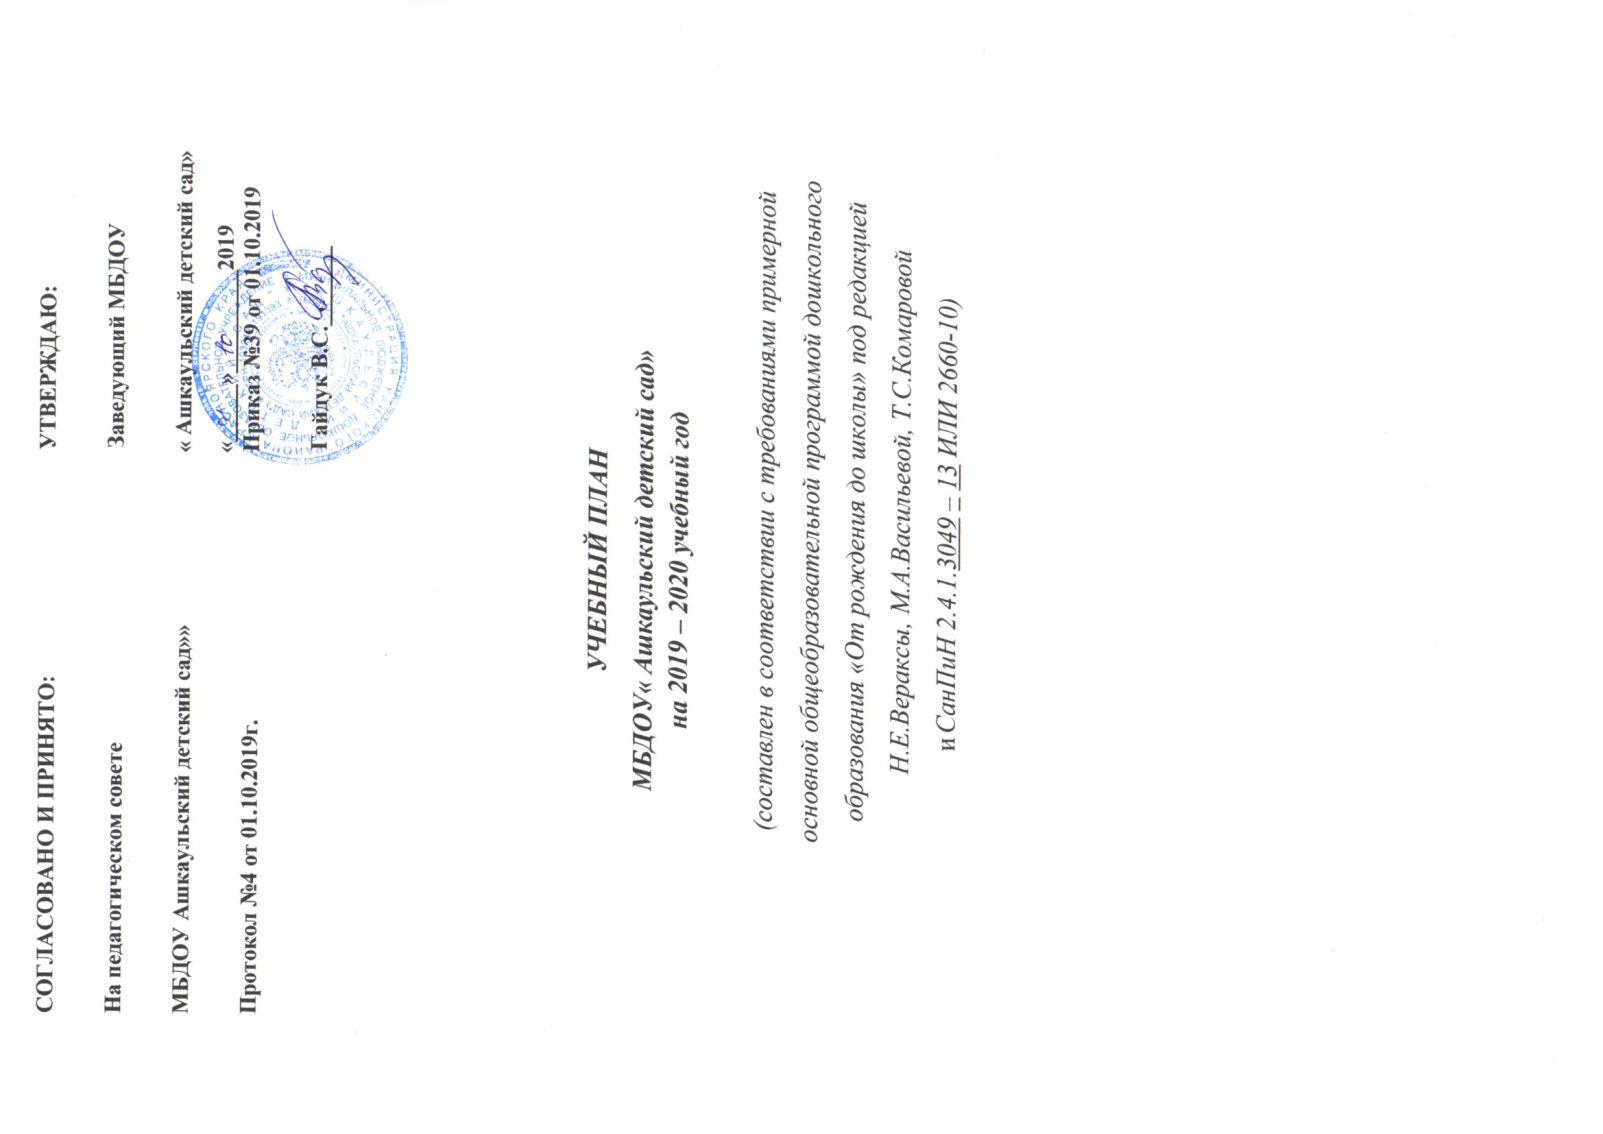 СОГЛАСОВАНО И ПРИНЯТО:
На педагогическом совете
МБДОУ Ашкаульский детский сад»»
Протокол №4 от 01.10.2019г.
УТВЕРЖДАЮ:
Заведующий МБДОУ
« Ашкаульский детский сад»
« » 10 2019
Приказ №39 от 01.10.2019
Гайдук В.С.
УЧЕБНЫЙ ПЛАН
МБДОУ« Ашкаульский детский сад»
на 2019 – 2020 учебный год
(составлен в соответствии с требованиями примерной
основной общеобразовательной программой дошкольного
образования «От рождения до школы» под редакцией
Н.Е.Вераксы, М.А.Васильевой, Т.С.Комаровой
и СанПиН 2.4.1.3049 – 13 ИЛИ 2660-10)